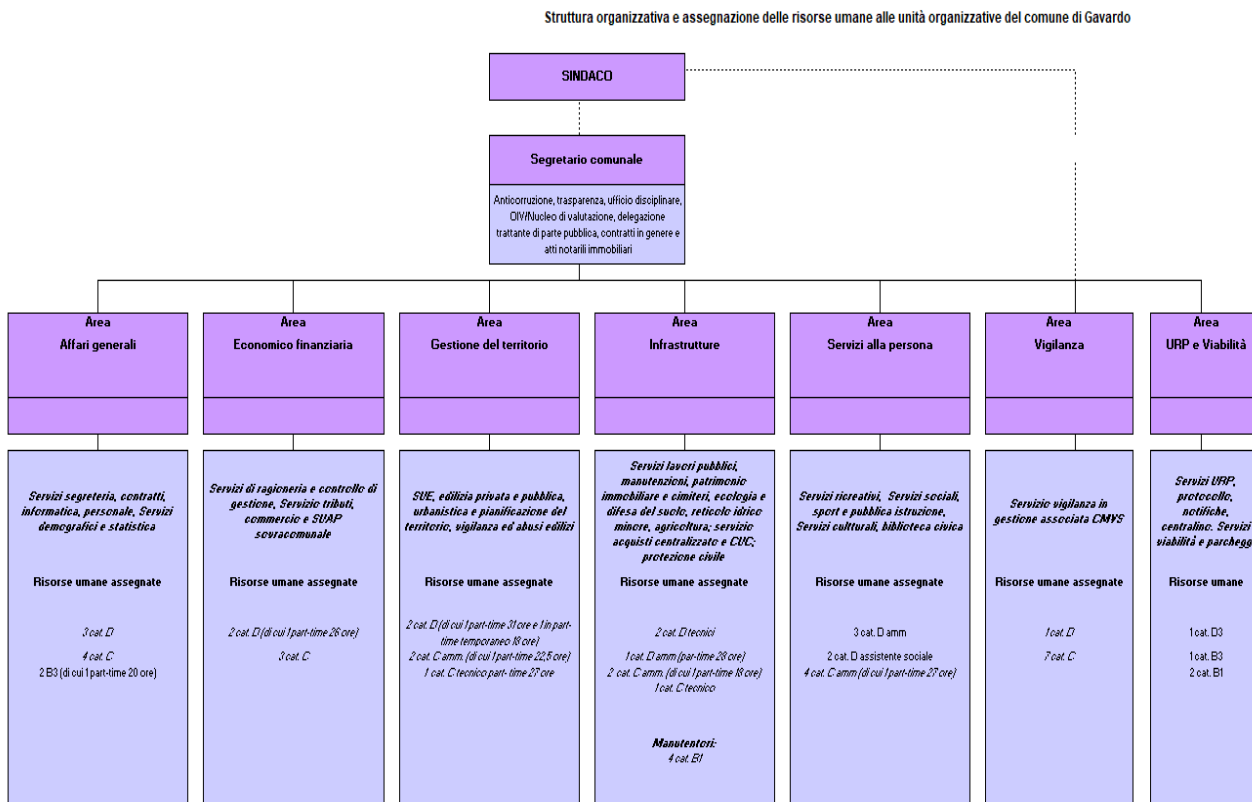 Struttura organizzativa e assegnazione delle risorse umane alle unità organizzative del comune di Gavardo
SINDACO
Segretario comunale
Anticorruzione, trasparenza, ufficio disciplinare,
OIV/Nucleo di valutazione, delegazione
trattante di parte pubblica, contratti in genere e
atti notarili immobiliari
Area
Affari generali
Servizi segreteria, contratti,
informatica, personale, Servizi
demografici e statistica
Risorse umane assegnate
3 cat. D
4 cat. C
2 B3 (di cui 1 part-time 20 ore)
Area
Economico finanziaria
Servizi di ragioneria e controllo di
gestione, Servizio tributi,
commercio e SUAP
sovracomunale
Risorse umane assegnate
2 cat. D (di cui 1 part-time 26 ore)
3 cat. C
Area
Gestione del territorio
SUE, edilizia privata e pubblica,
urbanistica e pianificazione del
territorio, vigilanza ed abusi edilizi
Risorse umane assegnate
2 cat. D (di cui 1 part-time 31 ore e 1 in part-
time temporaneo 18 ore)
2 cat. C amm. (di cui 1 part-time 22,5 ore)
1 cat. C tecnico part- time 27 ore
Area
Infrastrutture
Servizi lavori pubblici,
manutenzioni, patrimonio
immobiliare e cimiteri, ecologia e
difesa del suolo, reticolo idrico
minore, agricoltura; servizio
acquisti centralizzato e CUC;
protezione civile
Risorse umane assegnate
2 cat. D tecnici
1 cat. D amm (par-time 28 ore)
2 cat. C amm. (di cui 1 part-time 18 ore)
1 cat. C tecnico
Manutentori:
4 cat. B1
Area
Servizi alla persona
Servizi ricreativi, Servizi sociali,
sport e pubblica istruzione,
Servizi cultturali, biblioteca civica
Risorse umane assegnate
3 cat. D amm
2 cat. D assistente sociale
4 cat. C amm (di cui 1 part-time 27 ore)
Area
Vigilanza
Servizio vigilanza in
gestione associata CMVS
Risorse umane assegnate
1 cat. D
7 cat. C
Area
URP e Viabilità
Servizi URP,
protocollo,
notifiche,
centralino. Servizi
viabilità e parchegg
Risorse umane
1 cat. D3
1 cat. B3
2 cat. B1